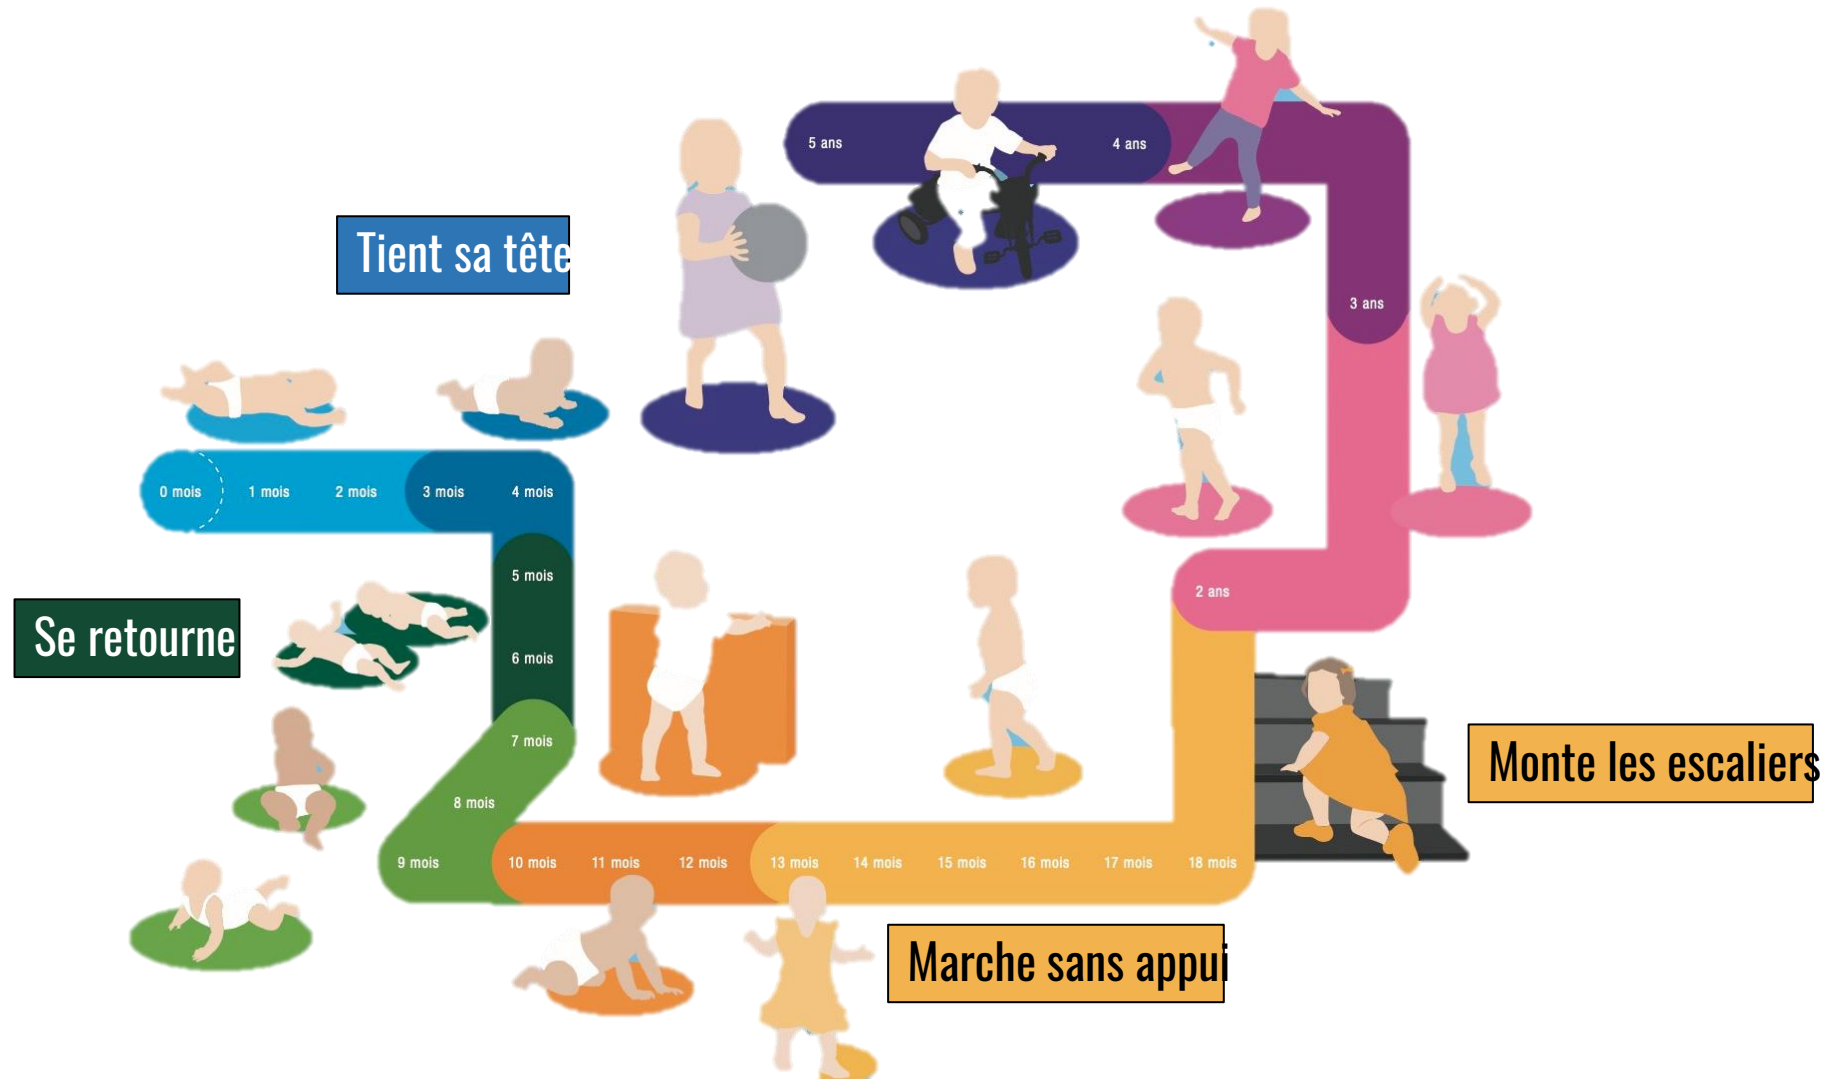 5 ans
4 ans
Tient sa tête
3 ans
0 mois
1 mois
2 mois
3 mois
4 mois
5 mois
2 ans
Se retourne
6 mois
7 mois
Monte les escaliers
8 mois
9 mois
10 mois
11 mois
12 mois
13 mois
14 mois
15 mois
16 mois
17 mois
18 mois
Marche sans appui